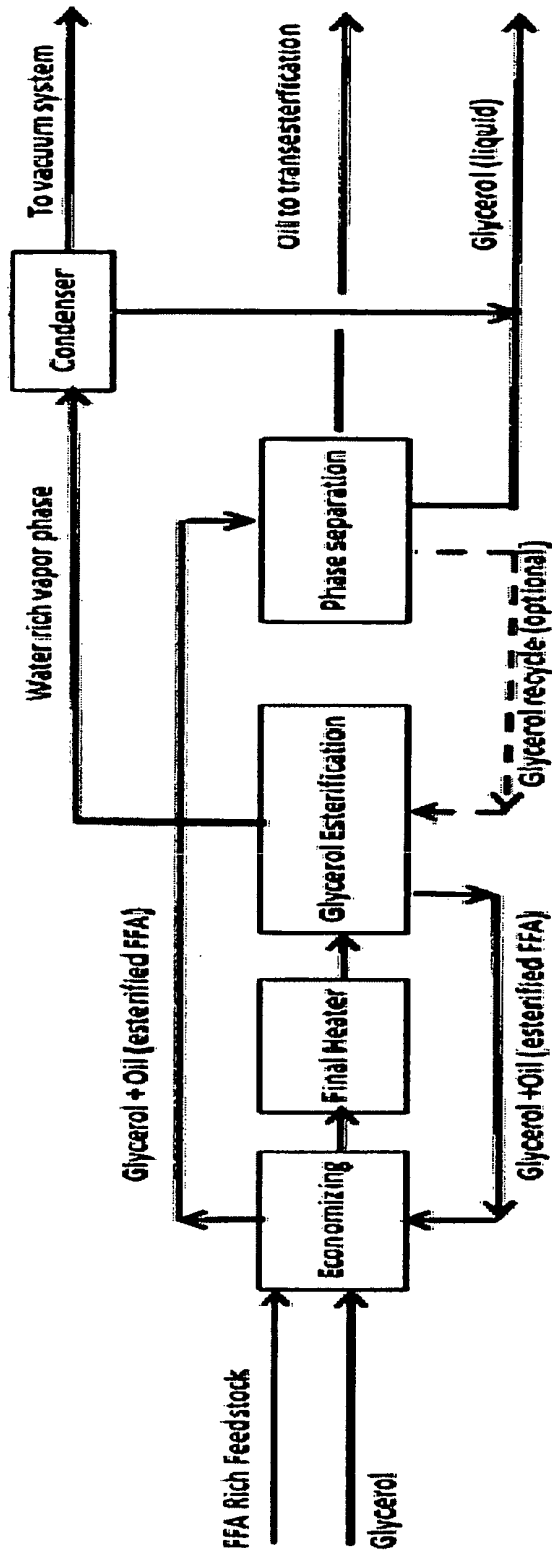 FFA Rich Feedstock
Glycerol
Economizing
Final Heater
Glycerol Esterification
Phase separation
Condenser
Glycerol + Oil (esterified FFA)
Glycerol +Oil (esterified FFA)
Water rich vapor phase
Glycerol recycle (optional)
To vacuum system
Oil to transesterfication
Glycerol (liquid)